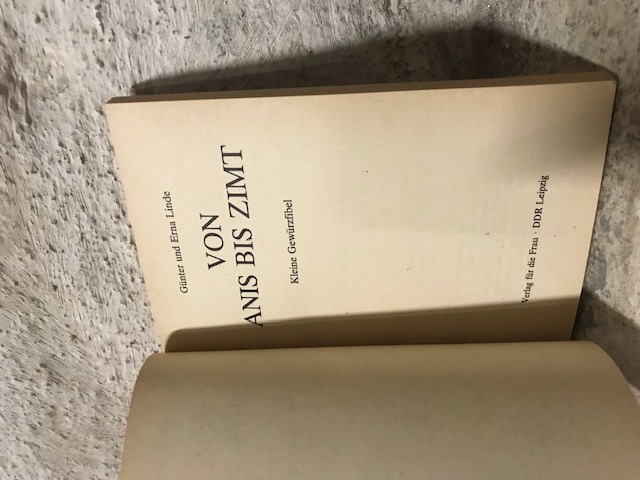 Günter und Erna Linde
VON
ANIS BIS ZIMT
Kleine Gewürzfibel
Verlag für die Frau · DDR Leipzig